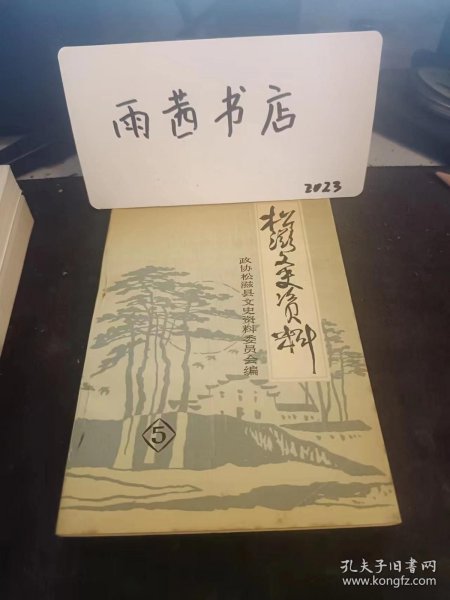 雨茜书店
2023
松滋文史资料
政协松滋县文史资料委员会编
5
孔夫子旧书网
www.kongfz.com